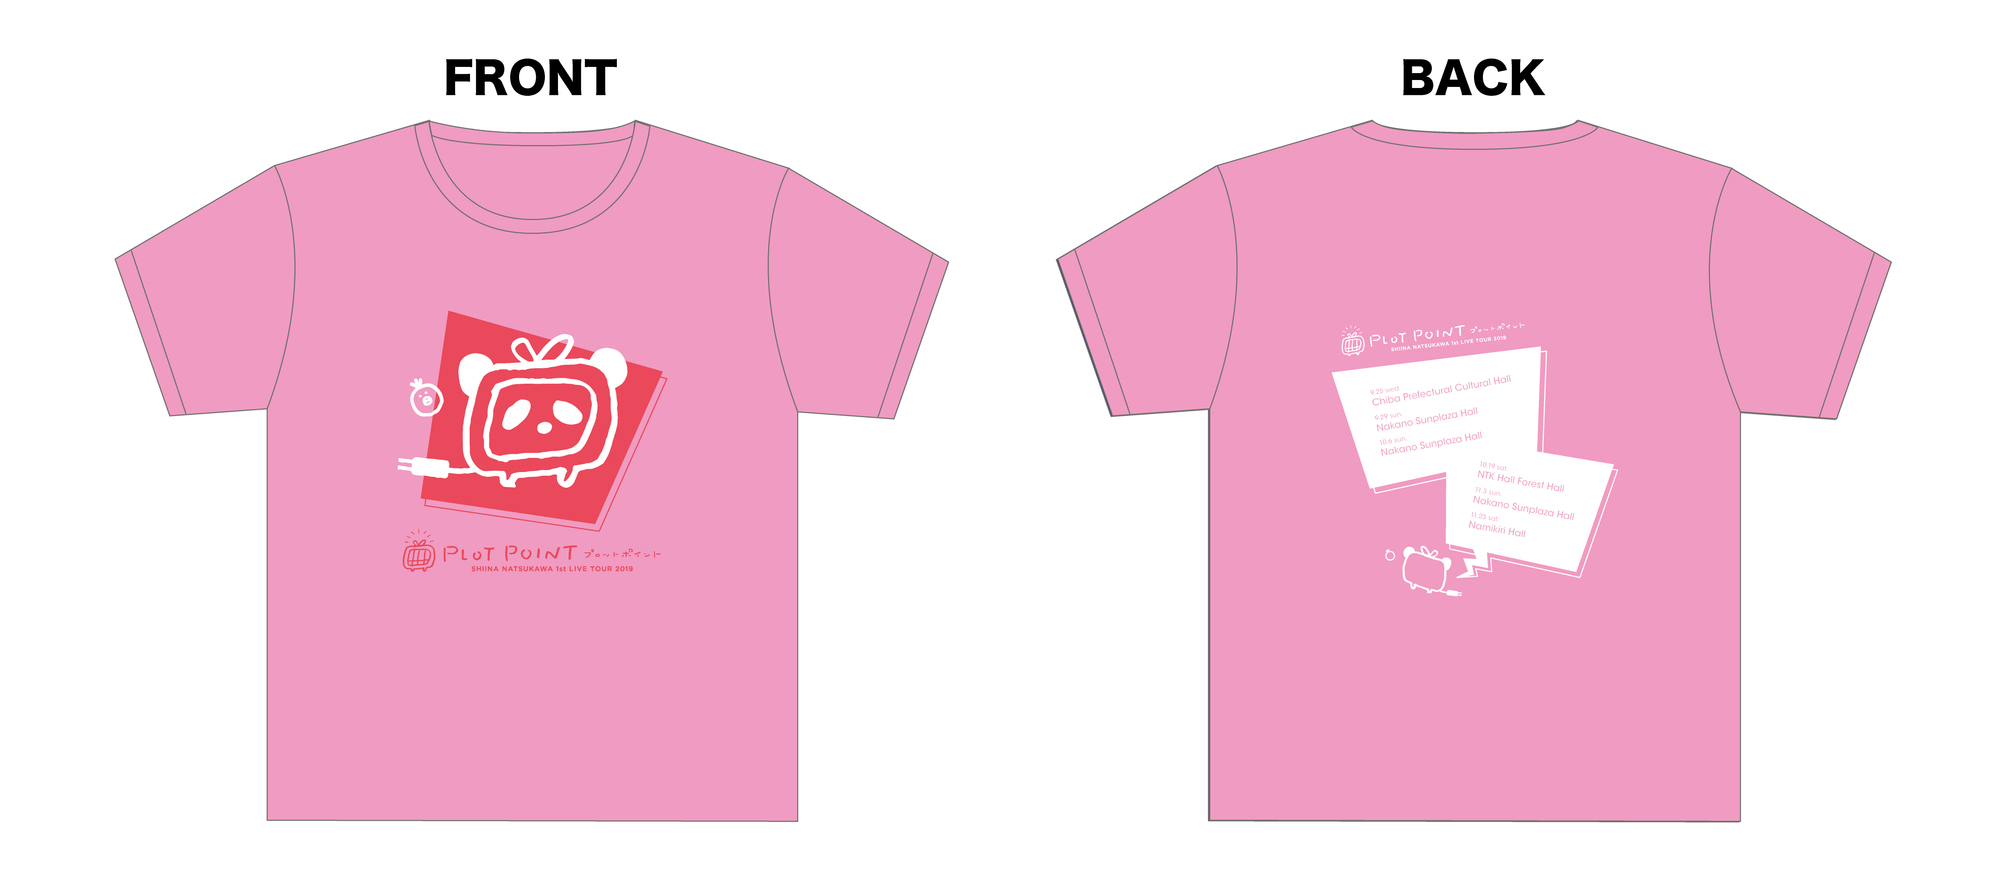 FRONT
PLOT POINT プロットポイント
SHIINA NATSUKAWA 1st LIVE TOUR 2019
BACK
PLOT POINT プロットポイント
SHIINA NATSUKAWA 1st LIVE TOUR 2019
9.25 wed.
Chiba Prefectural Cultural Hall
9.29 sun.
Nakano Sunplaza Hall
10.6 sun.
Nakano Sunplaza Hall
10.19 sat.
NTK Hall Forest Hall
11.3 sun.
Nakano Sunplaza Hall
11.23 sat.
Namikiri Hall